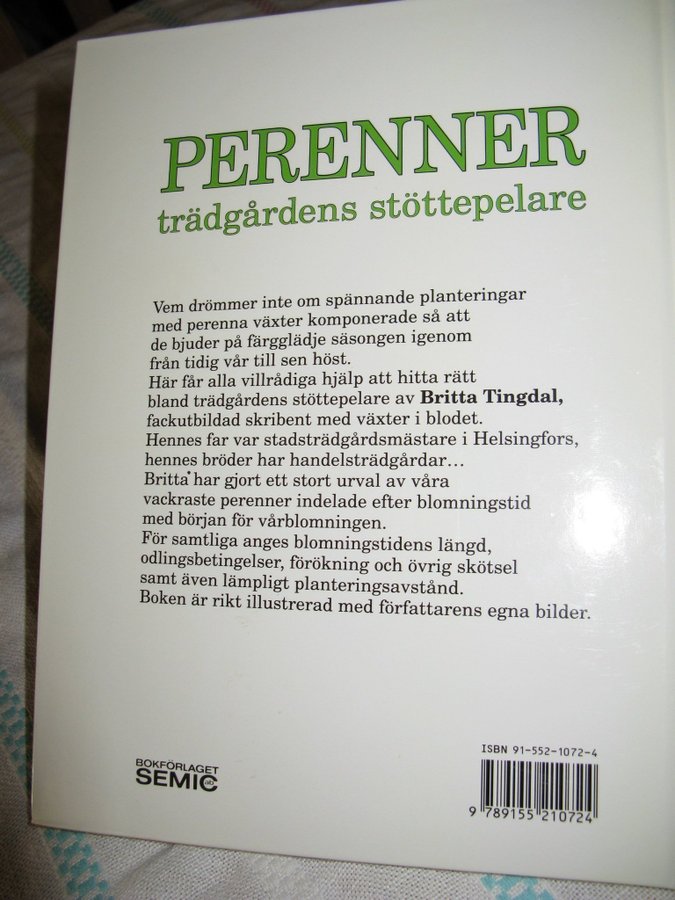 PERENNER
trädgårdens stöttepelare
Vem drömmer inte om spännande planteringar
med perenna växter komponerade så att
de bjuder på färgglädje säsongen igenom
från tidig vår till sen höst.
Här får alla villrådiga hjälp att hitta rätt
bland trädgårdens stöttepelare av Britta Tingdal,
fackutbildad skribent med växter i blodet.
Hennes far var stadsträdgårdsmästare i Helsingfors,
hennes bröder har handelsträdgårdar...
Britta har gjort ett stort urval av våra
vackraste perenner indelade efter blomningstid
med början för vårblomningen.
För samtliga anges blomningstidens längd,
odlingsbetingelser, förökning och övrig skötsel
samt även lämpligt planteringsavstånd.
Boken är rikt illustrerad med författarens egna bilder.
BOKFÖRLAGET
SEMIC ab
ISBN 91-552-1072-4
9 789155 210724